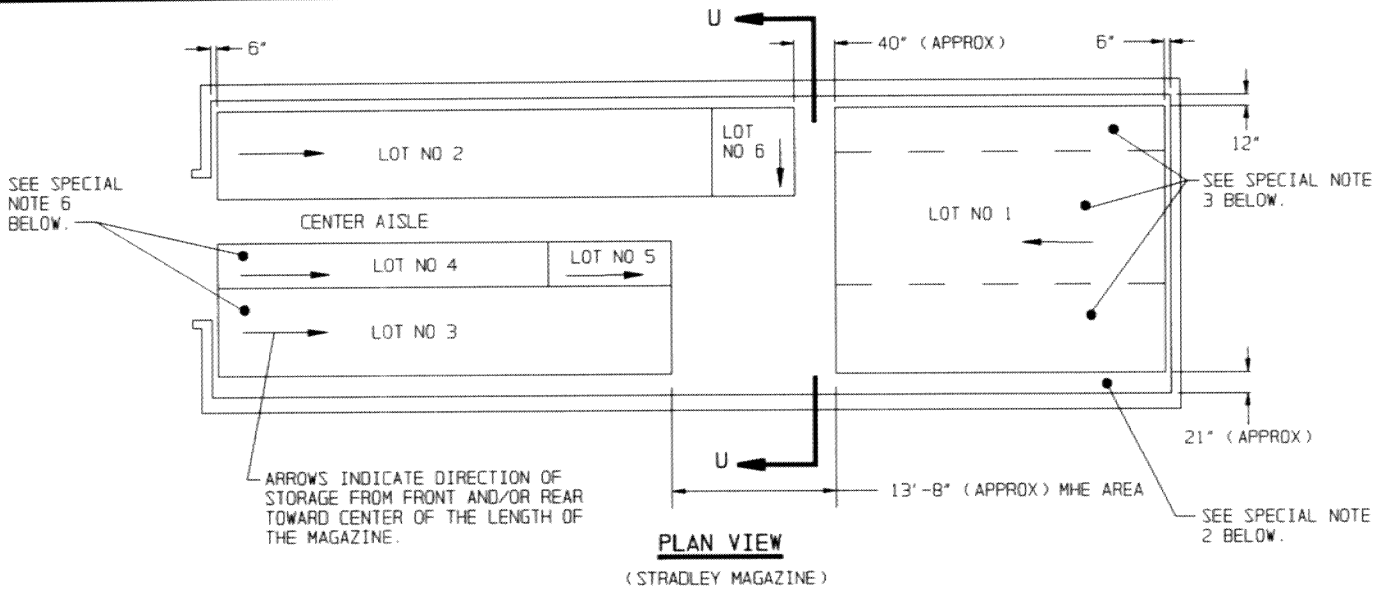 U
6"
40" (APPROX)
6"
LOT NO 2
LOT
NO 6
12"
SEE SPECIAL
NOTE 6
BELOW.
CENTER AISLE
LOT NO 1
SEE SPECIAL NOTE
3 BELOW.
LOT NO 4
LOT NO 5
LOT NO 3
21" (APPROX)
U
ARROWS INDICATE DIRECTION OF
STORAGE FROM FRONT AND/OR REAR
TOWARD CENTER OF THE LENGTH OF
THE MAGAZINE.
13'-8" (APPROX) MHE AREA
SEE SPECIAL NOTE
2 BELOW.
PLAN VIEW
(STRADLEY MAGAZINE)